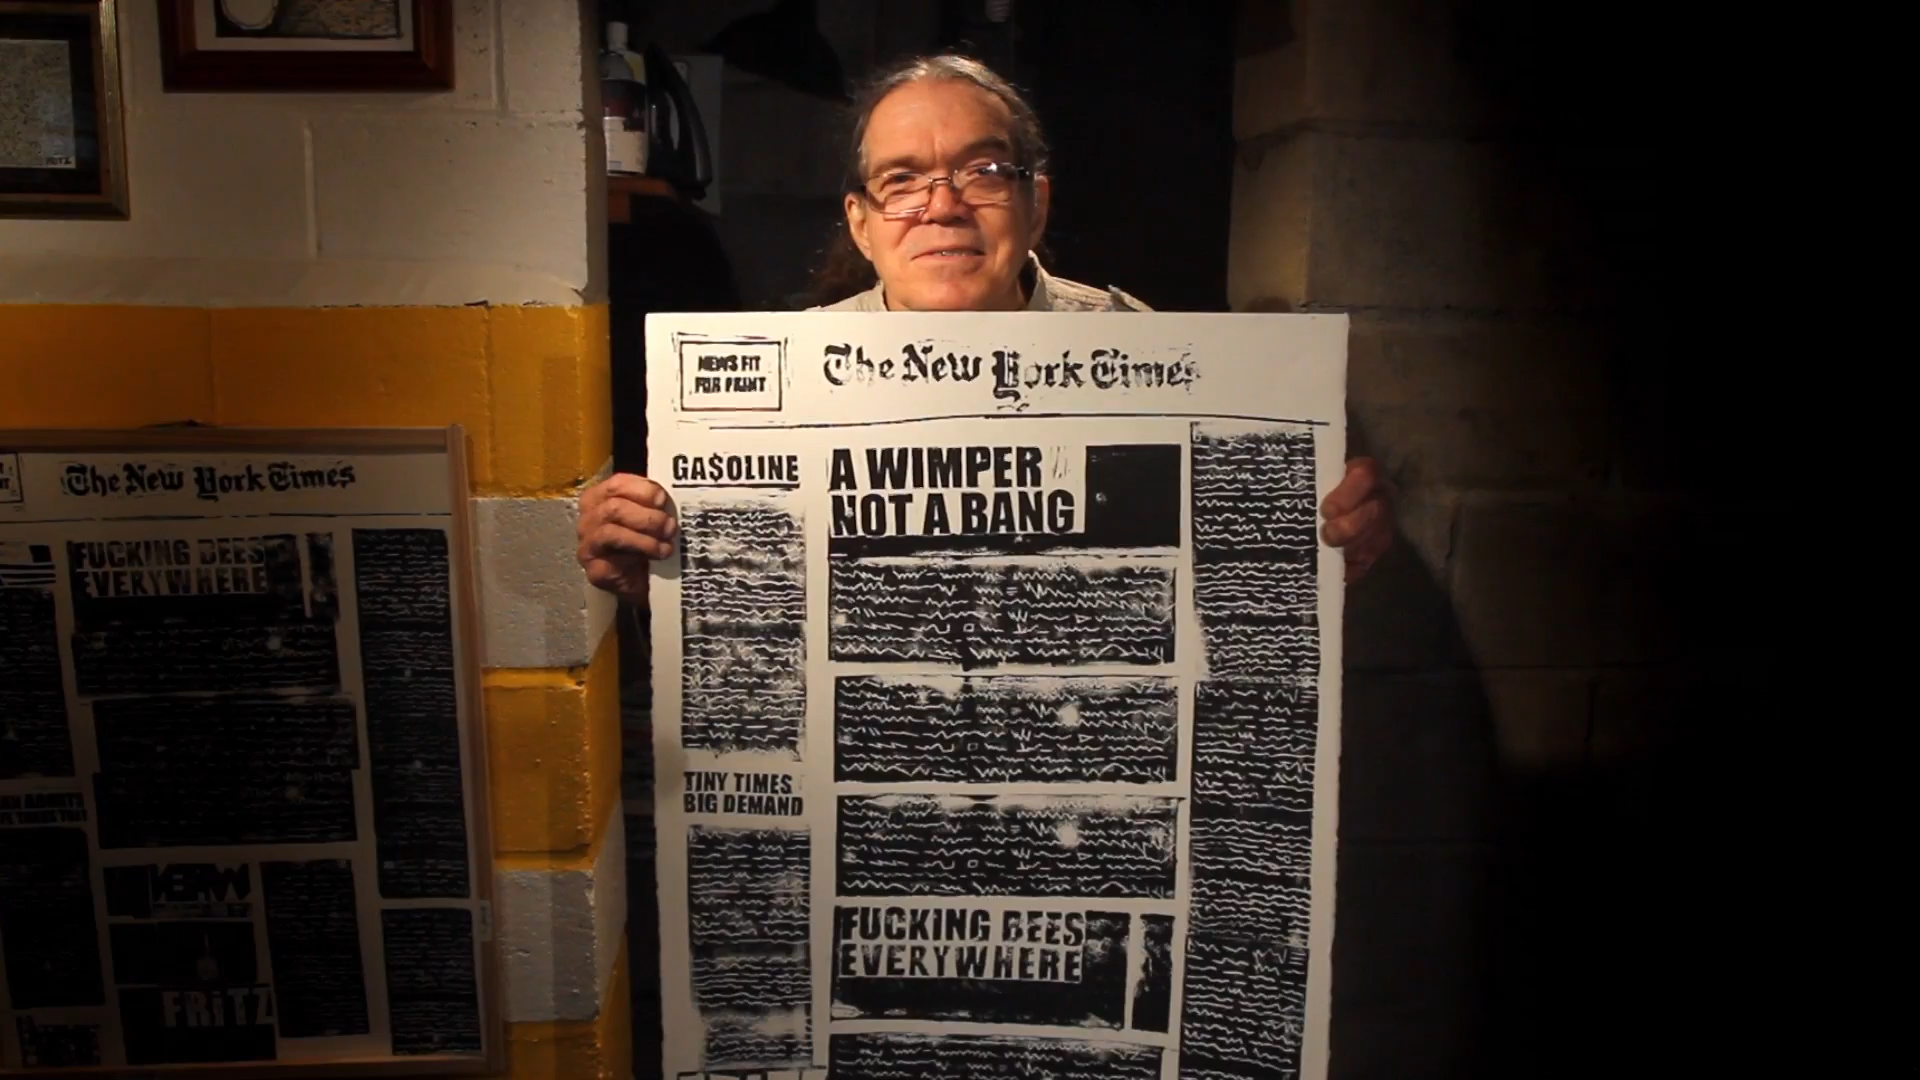 NEWS FIT
FOR PRINT
The New York Times
GA$OLINE
A WIMPER
NOT A BANG
TINY TIMES
BIG DEMAND
FUCKING BEES
EVERYWHERE
The New York Times
FUCKING BEES
EVERYWHERE
FRiTZ